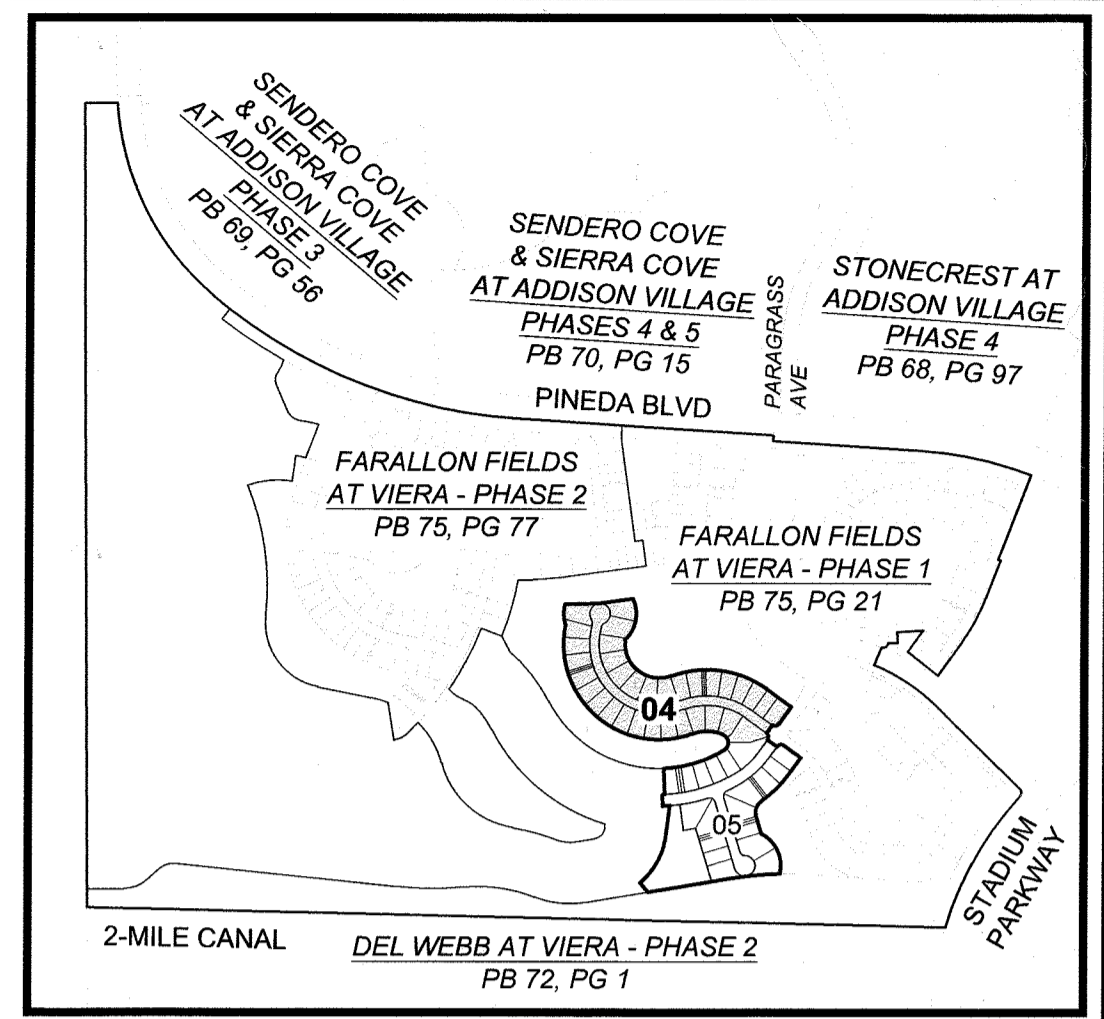 SENDERO COVE
& SIERRA COVE
AT ADDISON VILLAGE
PHASE 3
PB 69, PG 56
SENDERO COVE
& SIERRA COVE
AT ADDISON VILLAGE
PHASES 4 & 5
PB 70, PG 15
PARAGRASS
AVE
STONECREST AT
ADDISON VILLAGE
PHASE 4
PB 68, PG 97
PINEDA BLVD
FARALLON FIELDS
AT VIERA - PHASE 2
PB 75, PG 77
FARALLON FIELDS
AT VIERA - PHASE 1
PB 75, PG 21
04
05
STADIUM
PARKWAY
2-MILE CANAL
DEL WEBB AT VIERA - PHASE 2
PB 72, PG 1